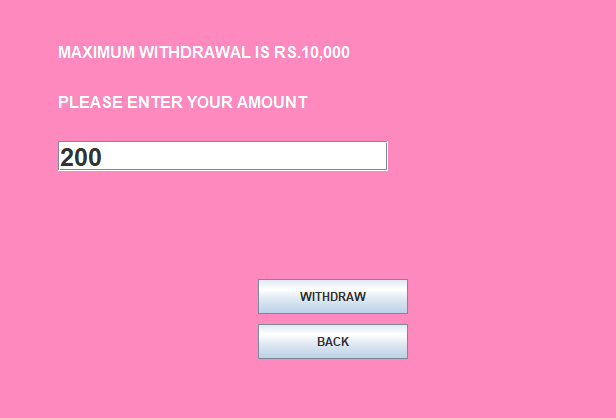 MAXIMUM WITHDRAWAL IS RS.10,000
PLEASE ENTER YOUR AMOUNT
200
WITHDRAW
BACK